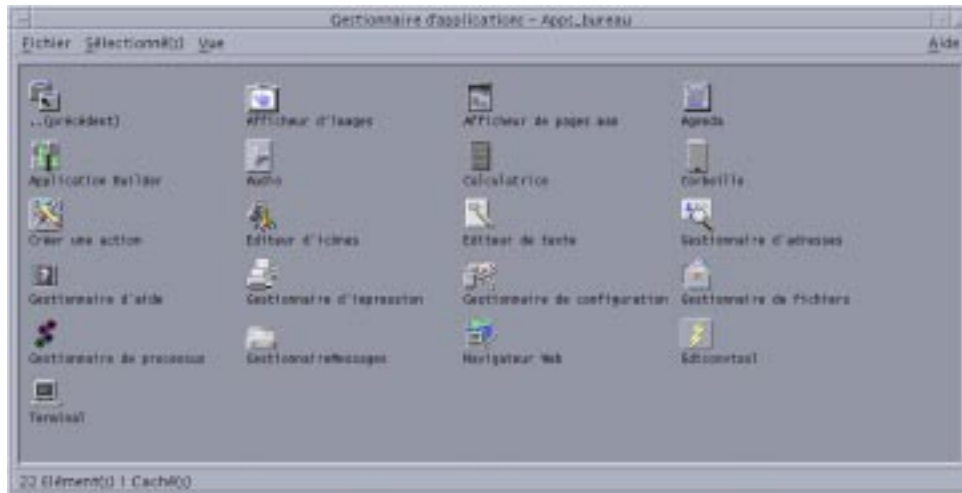 Gestionnaire d'applications - Apps_bureau
Fichier Sélectionné(s) Vue Aide
..(précédent) Afficheur d'images Afficheur de pages man Agenda
Application Builder Audio Calculatrice Corbeille
Créer une action Editeur d'icônes Editeur de texte Gestionnaire d'adresses
Gestionnaire d'aide Gestionnaire d'impression Gestionnaire de configuration Gestionnaire de fichiers
Gestionnaire de processus GestionnaireMessages Navigateur Web Sdtconvtool
Terminal
22 Elément(s) 1 Caché(s)